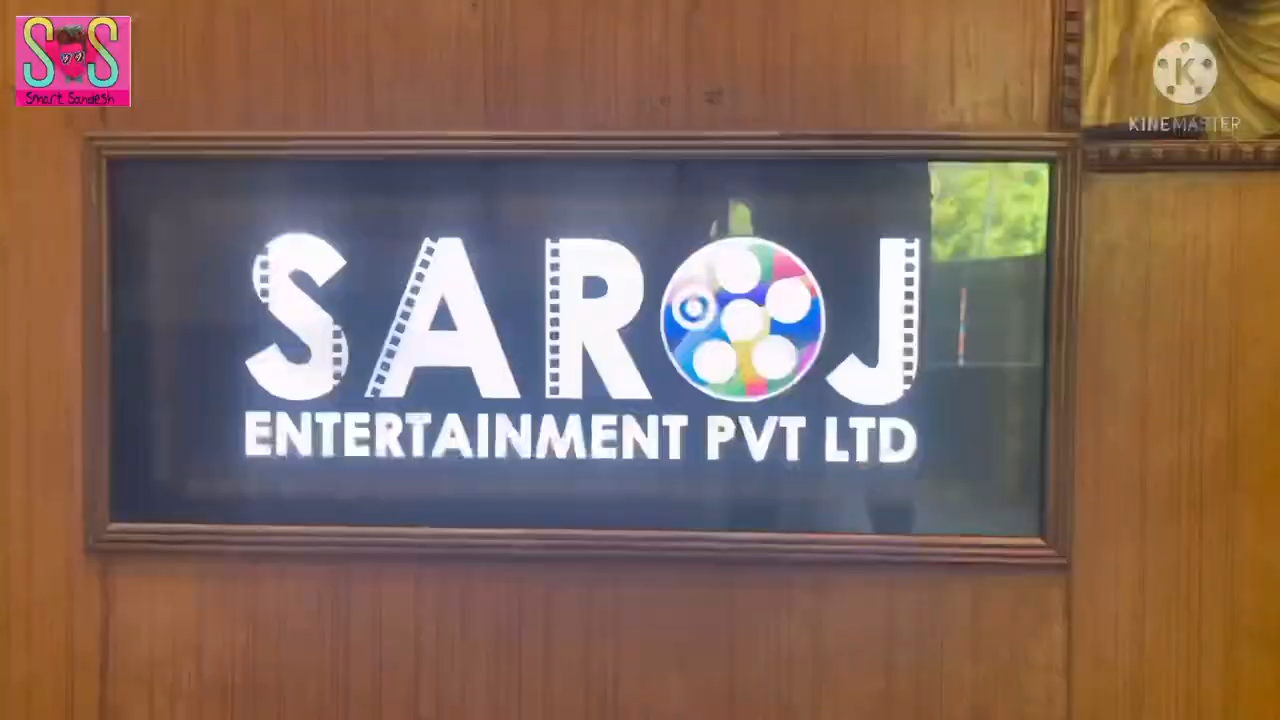 S S
Smart Sandesh
K
KINEMASTER
SAROJ
ENTERTAINMENT PVT LTD